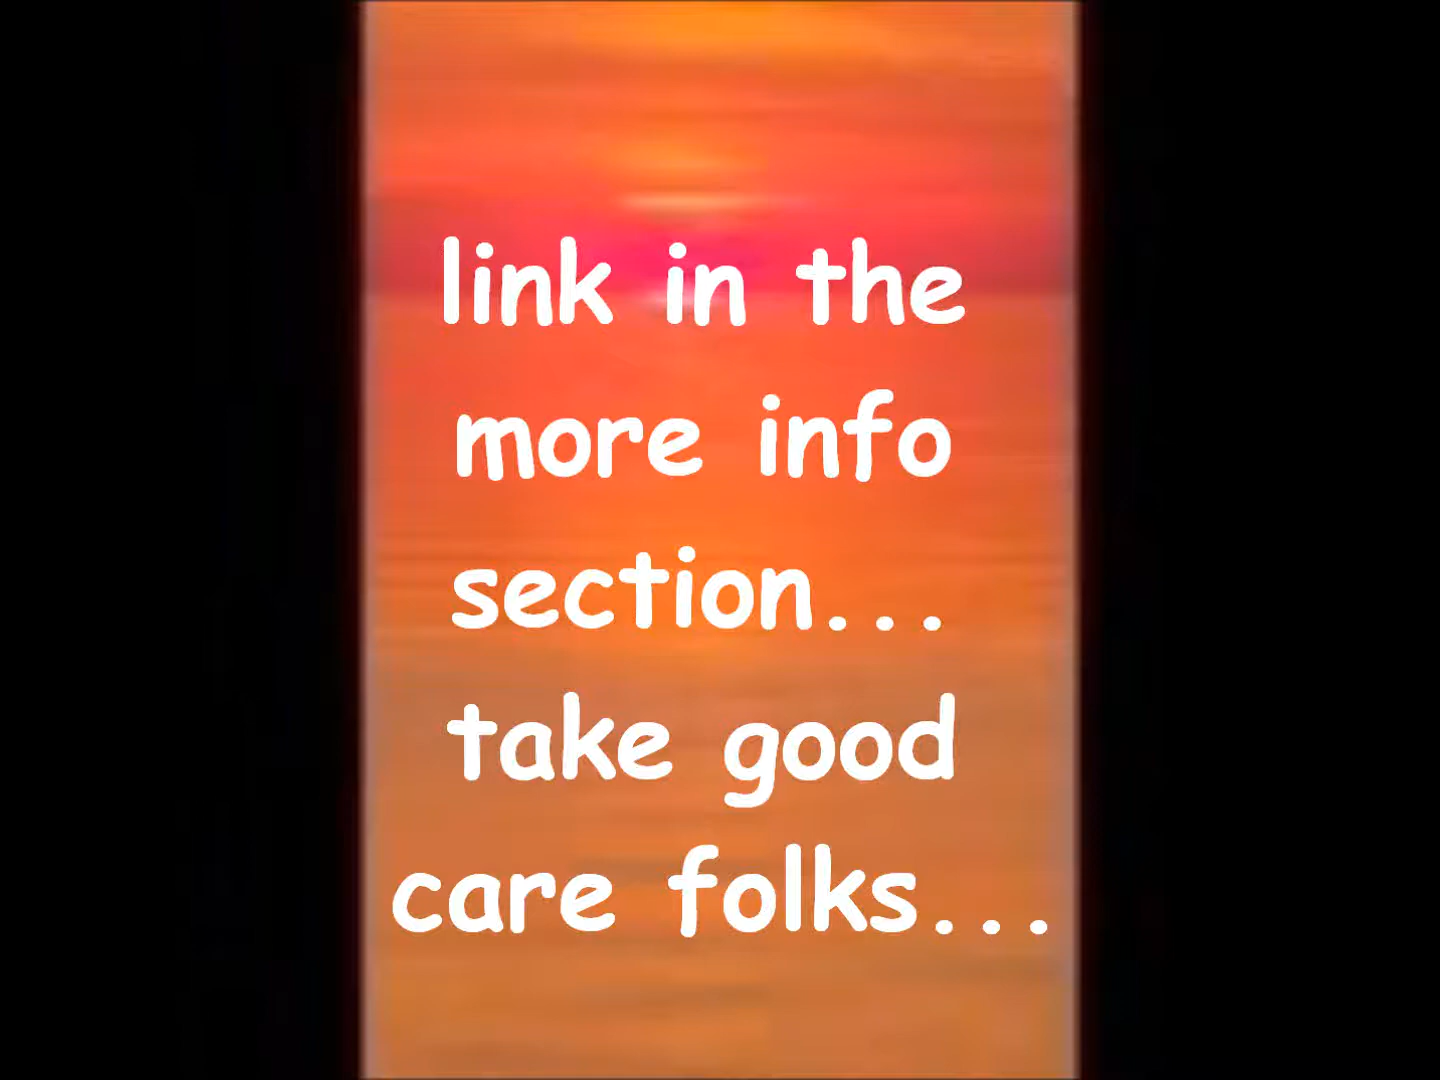 link in the
more info
section...
take good
care folks...